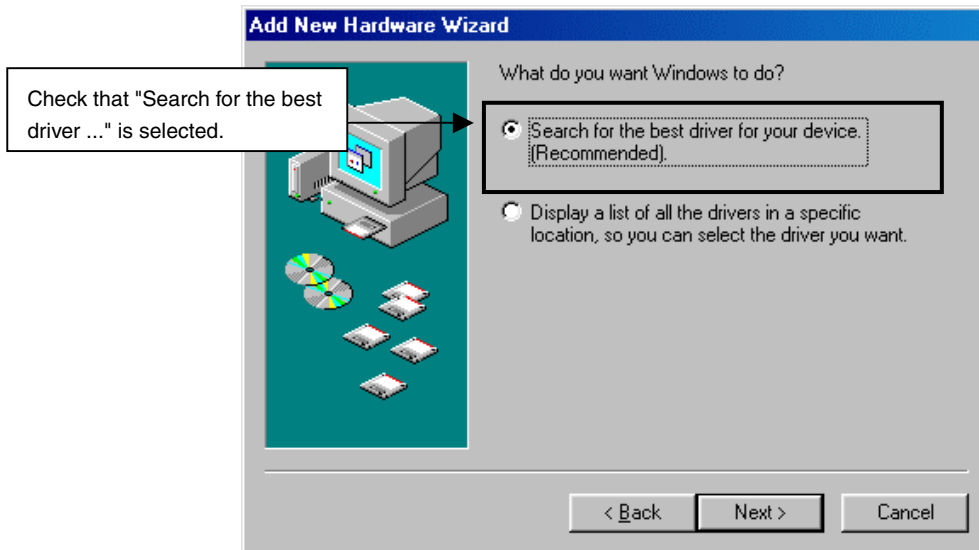 Add New Hardware Wizard
Check that "Search for the best
driver ..." is selected.
What do you want Windows to do?
Search for the best driver for your device.
(Recommended).
Display a list of all the drivers in a specific
location, so you can select the driver you want.
< Back
Next >
Cancel